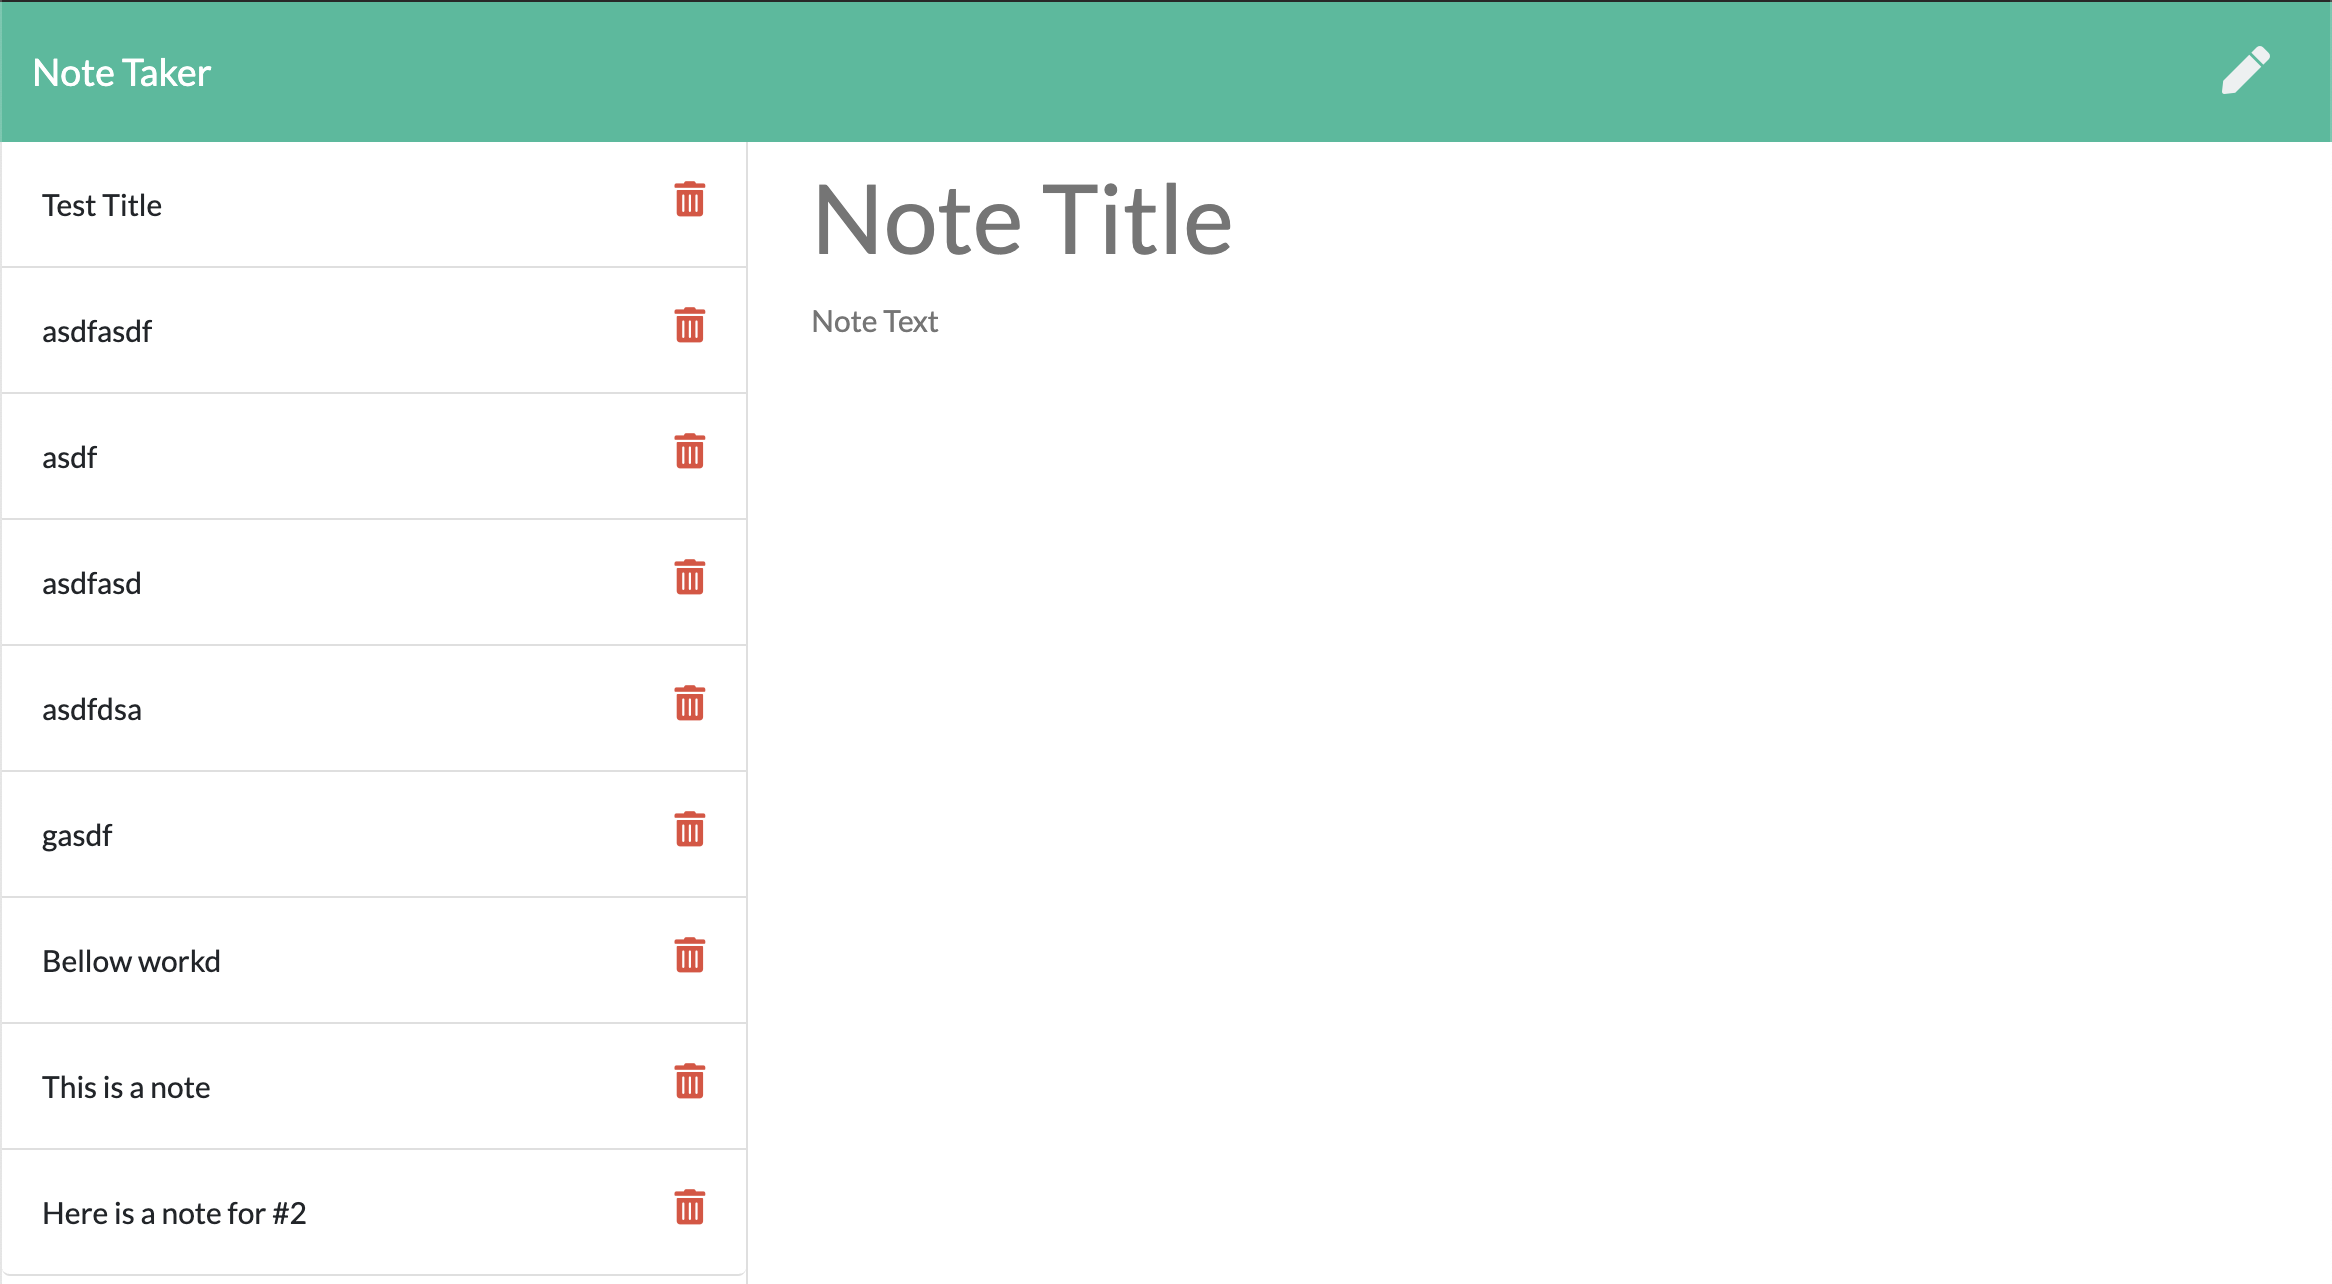 Note Taker
Test Title
asdfasdf
asdf
asdfasd
asdfdsa
gasdf
Bellow workd
This is a note
Here is a note for #2
Note Title
Note Text